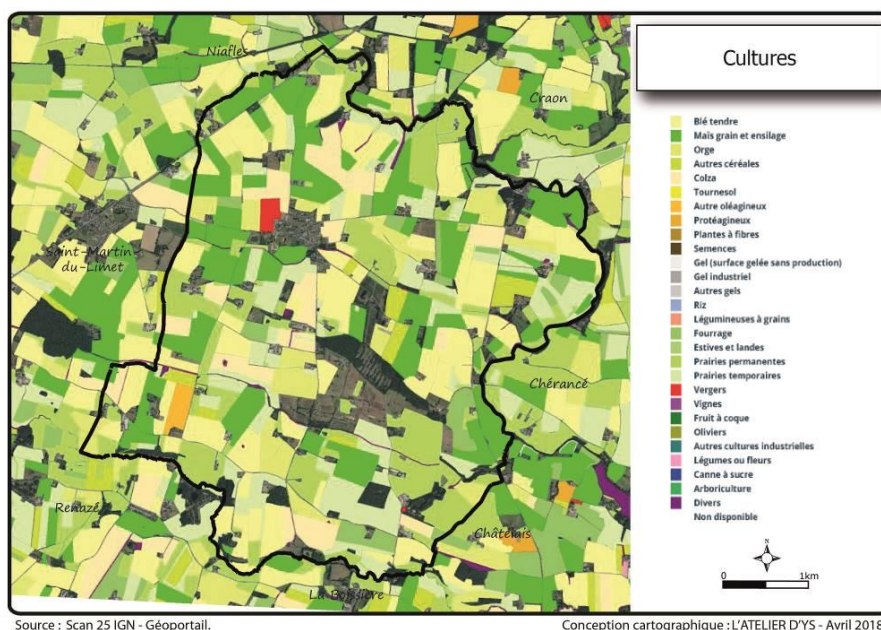 Cultures
Niafles
Craon
Saint-Martin
du-Limet
Chérancé
Renazé
Châtelais
La Boissière
Blé tendre
Maïs grain et ensilage
Orge
Autres céréales
Colza
Tournesol
Autre oléagineux
Protéagineux
Plantes à fibres
Semences
Gel (surface gelée sans production)
Gel industriel
Autres gels
Riz
Légumineuses à grains
Fourrage
Estives et landes
Prairies permanentes
Prairies temporaires
Vergers
Vignes
Fruit à coque
Oliviers
Autres cultures industrielles
Légumes ou fleurs
Canne à sucre
Arboriculture
Divers
Non disponible
N
0 1km
Source : Scan 25 IGN - Géoportail.
Conception cartographique : L'ATELIER D'YS - Avril 2018